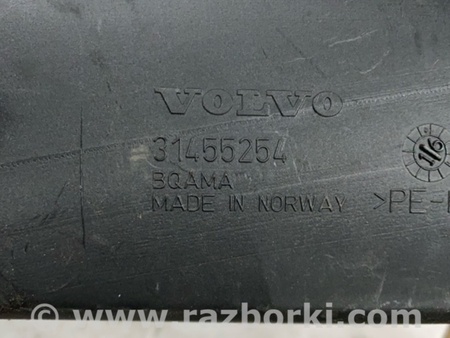 VOLVO
31455254
BQAMA
MADE IN NORWAY >PE-
© www.razborki.com